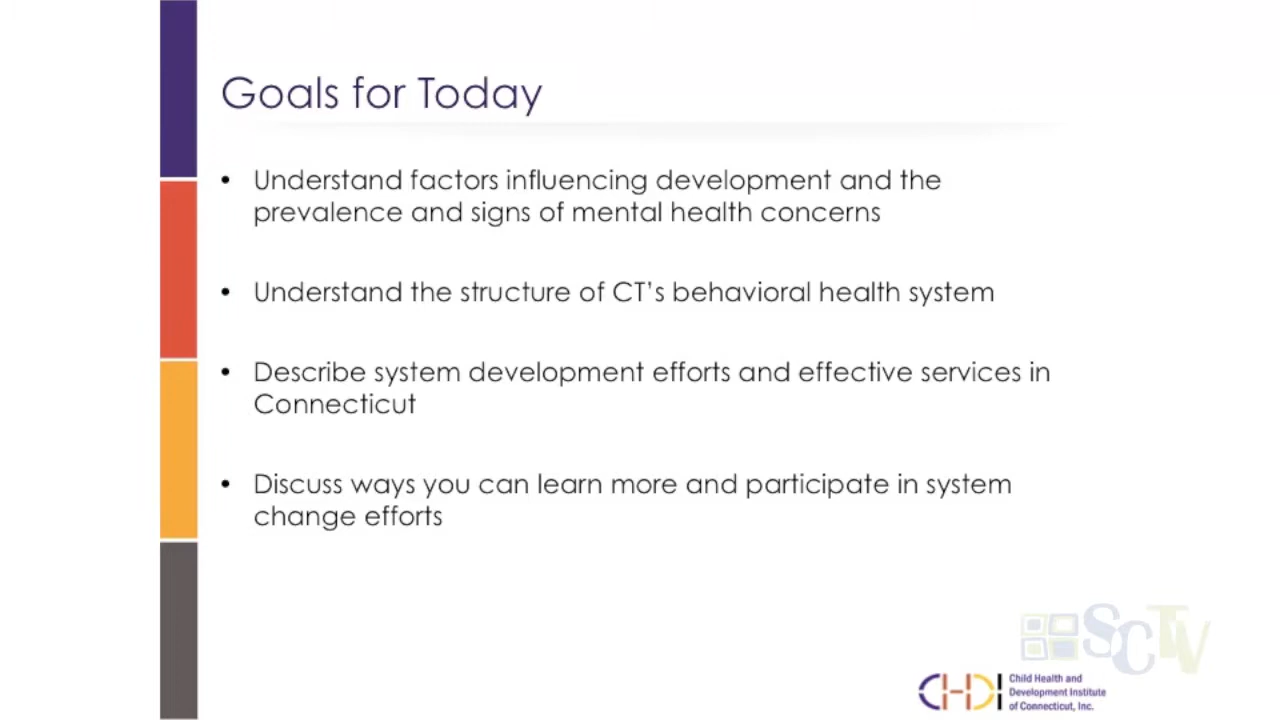 Goals for Today
• Understand factors influencing development and the
prevalence and signs of mental health concerns
• Understand the structure of CT's behavioral health system
• Describe system development efforts and effective services in
Connecticut
• Discuss ways you can learn more and participate in system
change efforts
SCTV
CHDI
Child Health and
Development Institute
of Connecticut, Inc.